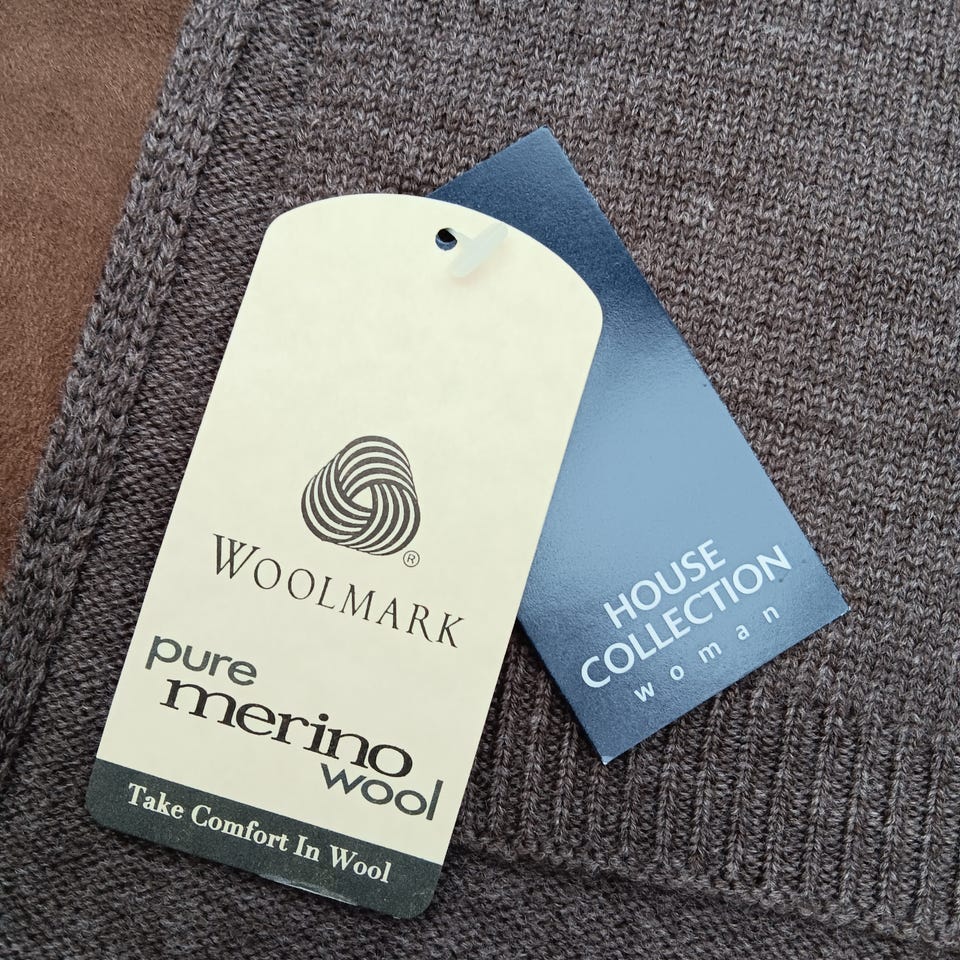 ®
WOOLMARK
pure
merino
wool
Take Comfort In Wool
HOUSE
COLLECTION
woman